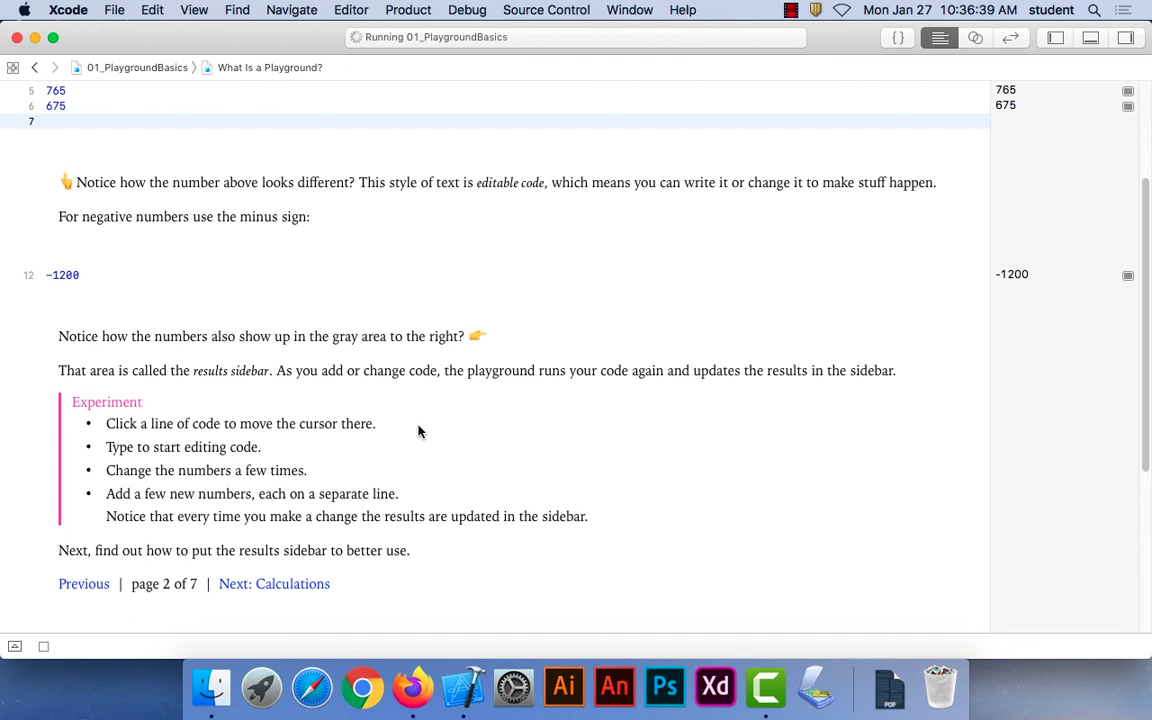 Xcode File Edit View Find Navigate Editor Product Debug Source Control Window Help Mon Jan 27 10:36:39 AM student
Running 01_PlaygroundBasics
01_PlaygroundBasics What Is a Playground?
5 765 765
6 675 675
7
Notice how the number above looks different? This style of text is editable code, which means you can write it or change it to make stuff happen.
For negative numbers use the minus sign:
12 -1200 -1200
Notice how the numbers also show up in the gray area to the right?
That area is called the results sidebar. As you add or change code, the playground runs your code again and updates the results in the sidebar.
Experiment
• Click a line of code to move the cursor there.
• Type to start editing code.
• Change the numbers a few times.
• Add a few new numbers, each on a separate line.
Notice that every time you make a change the results are updated in the sidebar.
Next, find out how to put the results sidebar to better use.
Previous | page 2 of 7 | Next: Calculations
Ai An Ps Xd C PDF